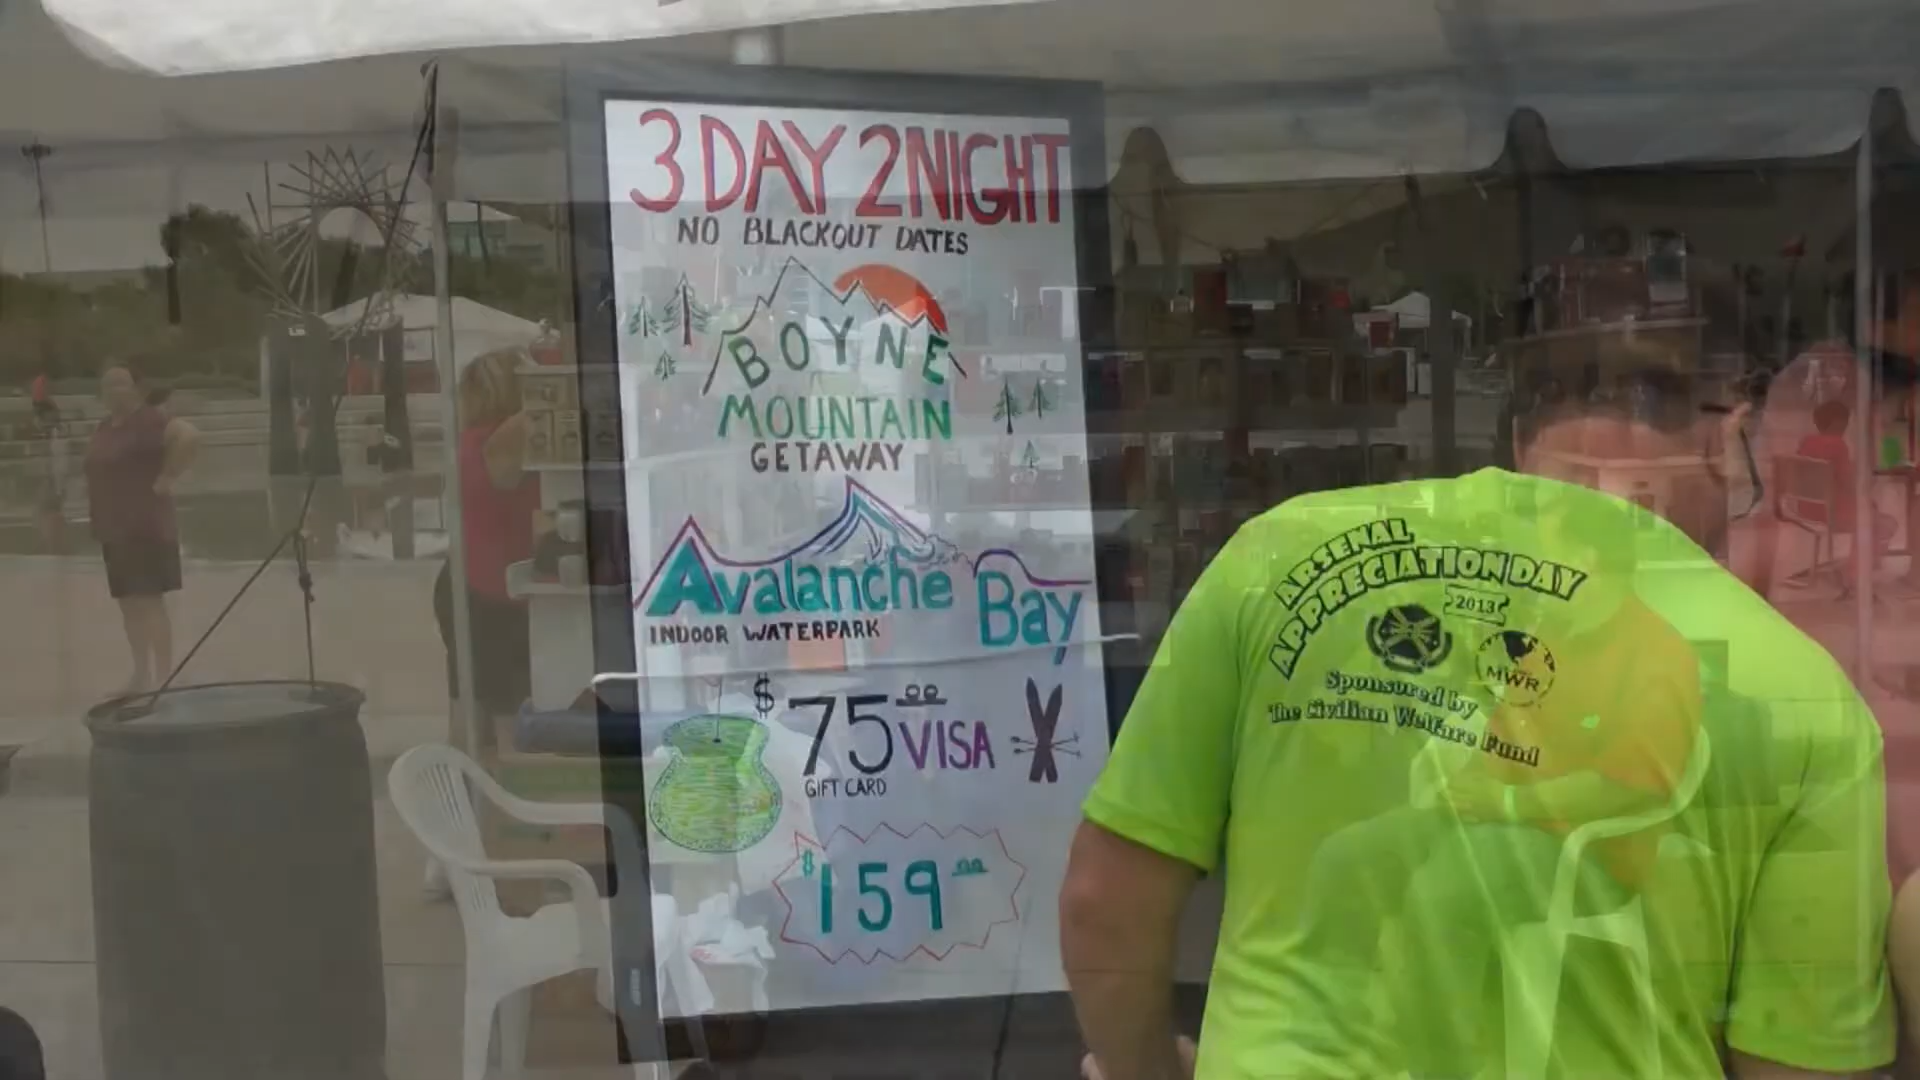 3 DAY 2 NIGHT
NO BLACKOUT DATES
BOYNE
MOUNTAIN
GETAWAY
Avalanche Bay
INDOOR WATERPARK
$75.00 VISA
GIFT CARD
$159.00
ARSENAL
APPRECIATION DAY
2013
MWR
Sponsored by
The Civilian Welfare Fund